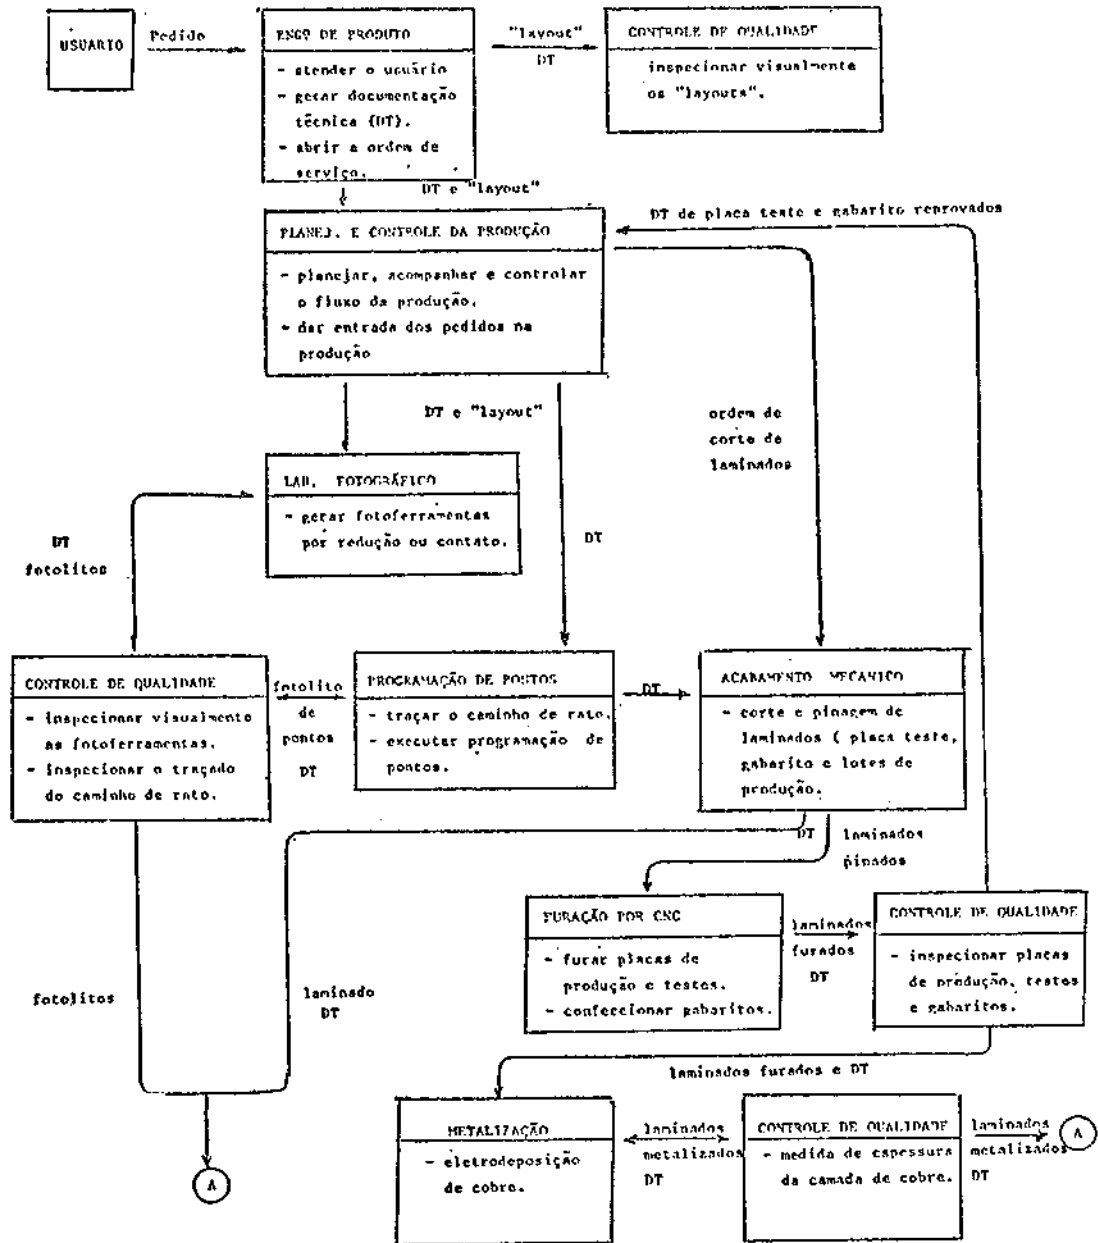 USUARIO
Pedido
ENGº DE PRODUTO
- atender o usuário
- gerar documentação
técnica (DT).
- abrir a ordem de
serviço.
"layout"
DT
CONTROLE DE QUALIDADE
inspecionar visualmente
os "layouts".
DT e "layout"
DT de placa teste e gabarito reprovados
PLANEJ. E CONTROLE DA PRODUÇÃO
- planejar, acompanhar e controlar
o fluxo da produção.
- dar entrada dos pedidos na
produção
DT e "layout"
ordem de
corte de
laminados
LAB. FOTOGRÁFICO
- gerar fotoferramentas
por redução ou contato.
DT
fotolitos
DT
CONTROLE DE QUALIDADE
- inspecionar visualmente
as fotoferramentas.
- inspecionar o traçado
do caminho de rato.
fotolito
de
pontos
DT
PROGRAMAÇÃO DE PONTOS
- traçar o caminho de rato.
- executar programação de
pontos.
DT
ACABAMENTO MECANICO
- corte e pinagem de
laminados ( placa teste,
gabarito e lotes de
produção.
DT laminados
pinados
FURAÇÃO POR CNC
- furar placas de
produção e testes.
- confeccionar gabaritos.
laminados
furados
DT
CONTROLE DE QUALIDADE
- inspecionar placas
de produção, testes
e gabaritos.
fotolitos
laminado
DT
laminados furados e DT
METALIZAÇÃO
- eletrodeposição
de cobre.
laminados
metalizados
DT
CONTROLE DE QUALIDADE
- medida de espessura
da camada de cobre.
laminados
metalizados
DT
A
A